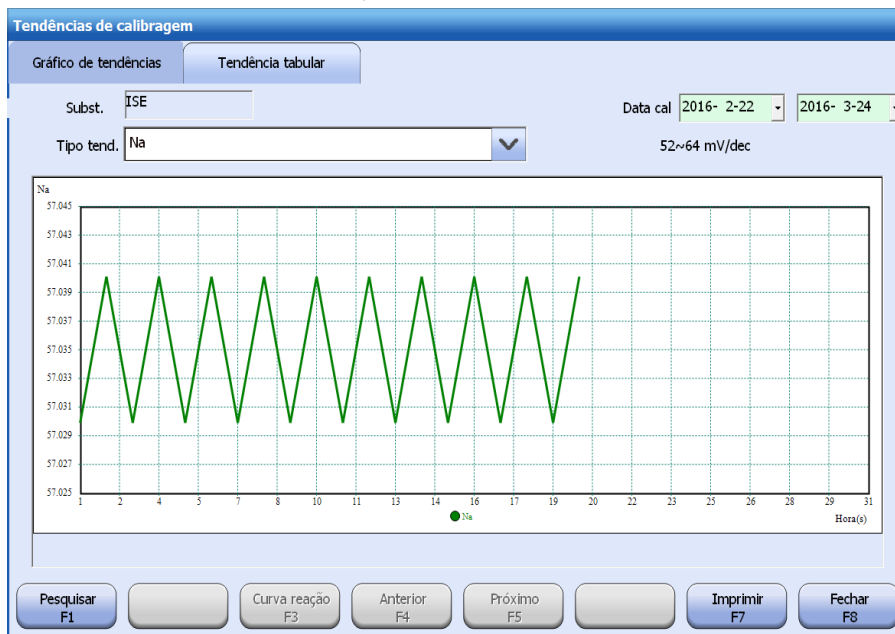 Tendências de calibragem
Gráfico de tendências Tendência tabular
Subst. ISE Data cal 2016- 2-22 2016- 3-24
Tipo tend. Na 52~64 mV/dec
Na
57.045
57.043
57.041
57.039
57.037
57.035
57.033
57.031
57.029
57.027
57.025
1 2 4 5 7 8 10 11 13 14 16 17 19 20 22 23 25 26 28 29 31
Na Hora(s)
Pesquisar Curva reação Anterior Próximo Imprimir Fechar
F1 F3 F4 F5 F7 F8